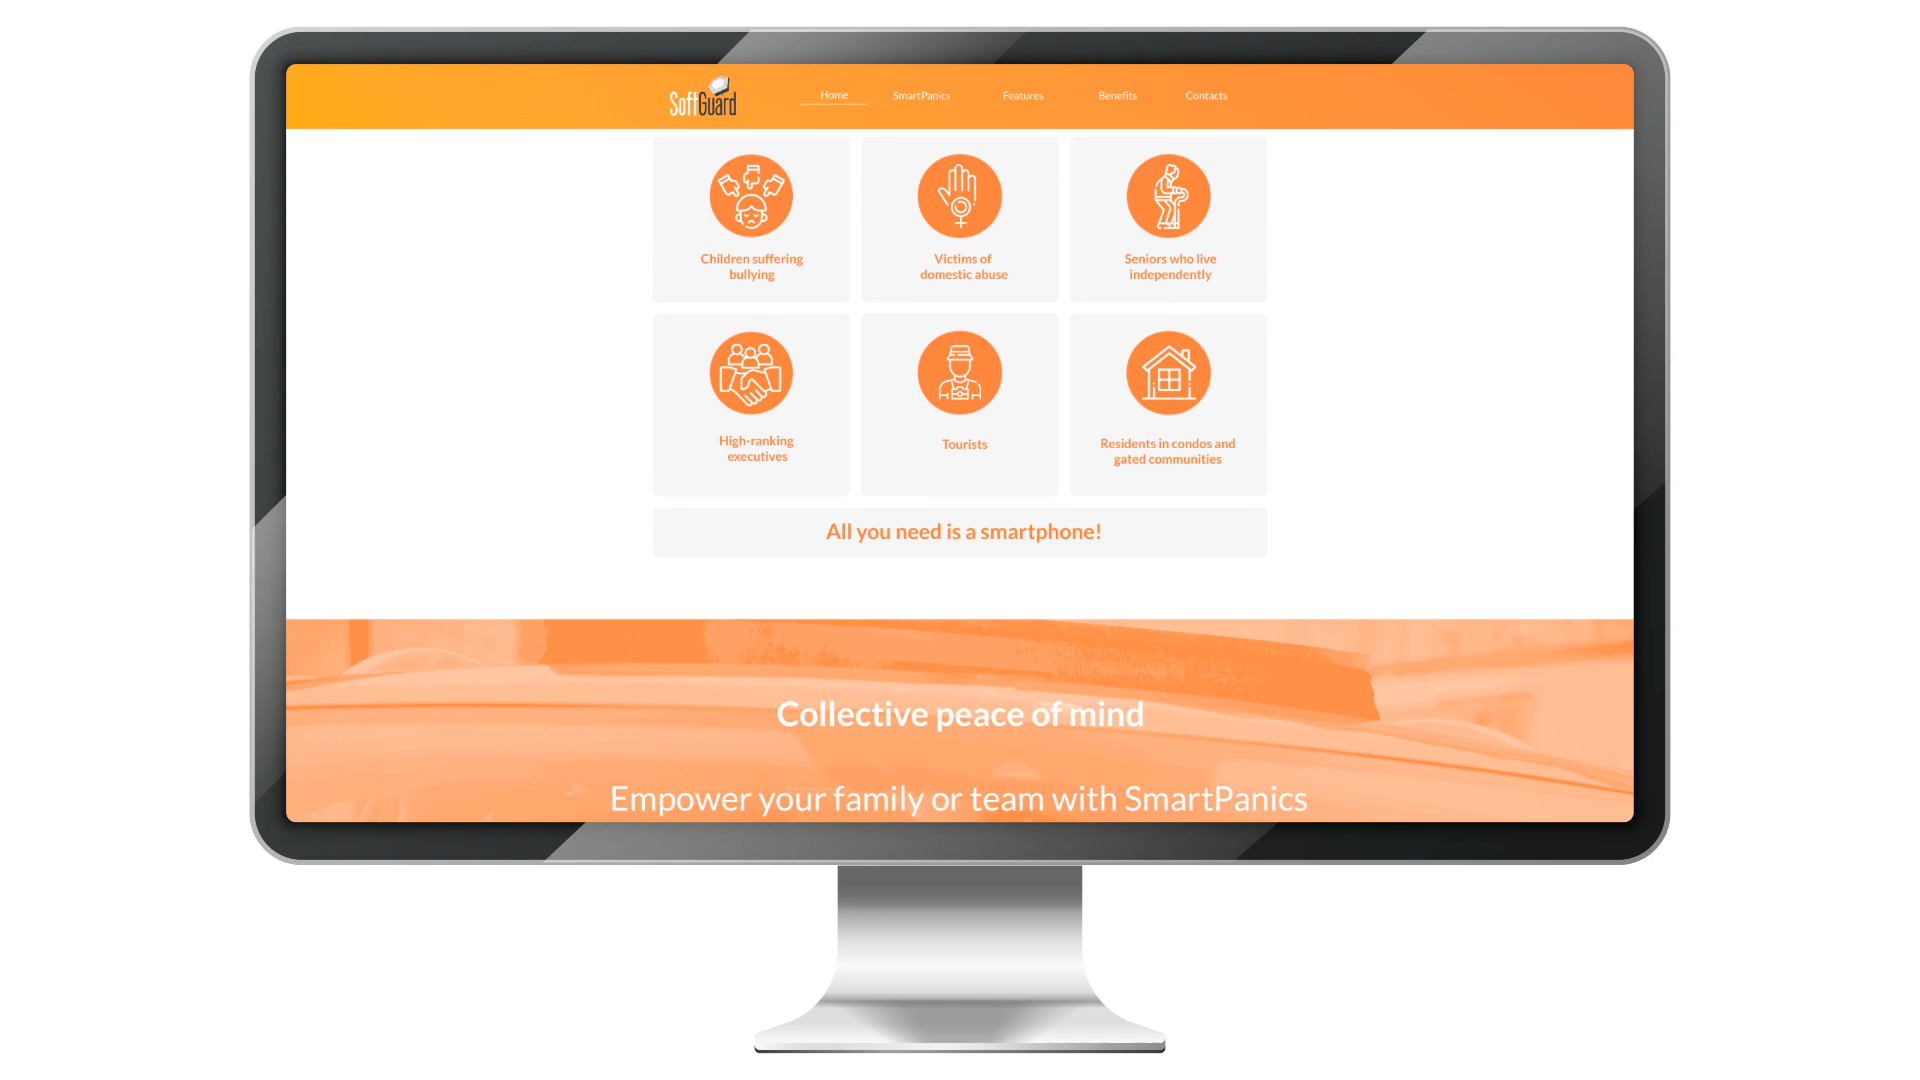 SoftGuard
Home SmartPanics Features Benefits Contacts
Children suffering
bullying
Victims of
domestic abuse
Seniors who live
independently
High-ranking
executives
Tourists
Residents in condos and
gated communities
All you need is a smartphone!
Collective peace of mind
Empower your family or team with SmartPanics